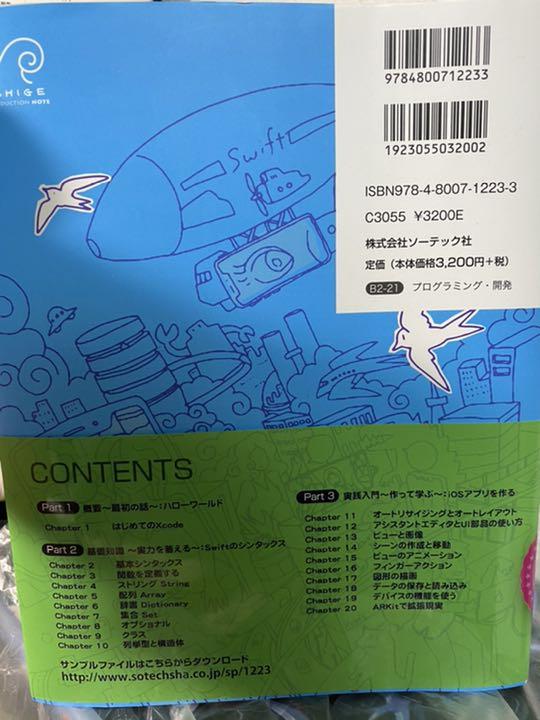 SHIGE
DUCTION NOTE
Swift
9784800712233
1923055032002
ISBN978-4-8007-1223-3
C3055 ¥3200E
株式会社ソーテック社
定価(本体価格3,200円+税)
B2-21 プログラミング・開発
CONTENTS
Part 1 概要〜最初の話〜:ハローワールド
Chapter 1 はじめてのXcode
Part 2 基礎知識 〜実力を蓄える〜:Swiftのシンタックス
Chapter 2 基本シンタックス
Chapter 3 関数を定義する
Chapter 4 ストリング String
Chapter 5 配列 Array
Chapter 6 辞書 Dictionary
Chapter 7 集合 Set
Chapter 8 オプショナル
Chapter 9 クラス
Chapter 10 列挙型と構造体
Part 3 実践入門〜作って学ぶ〜:iOSアプリを作る
Chapter 11 オートリサイジングとオートレイアウト
Chapter 12 アシスタントエディタとUI部品の使い方
Chapter 13 ビューと画像
Chapter 14 シーンの作成と移動
Chapter 15 ビューのアニメーション
Chapter 16 フィンガーアクション
Chapter 17 図形の描画
Chapter 18 データの保存と読み込み
Chapter 19 デバイスの機能を使う
Chapter 20 ARKitで拡張現実
サンプルファイルはこちらからダウンロード
http://www.sotechsha.co.jp/sp/1223